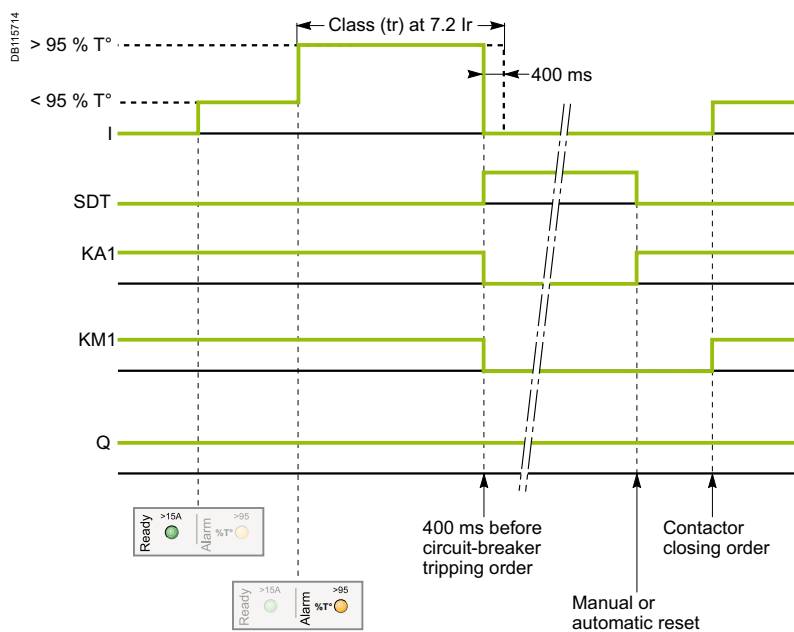 DB115714
Class (tr) at 7.2 Ir
> 95 % T°
400 ms
< 95 % T°
I
SDT
KA1
KM1
Q
Ready
>15A
Alarm
%T°
>95
400 ms before
circuit-breaker
tripping order
Contactor
closing order
Ready
>15A
Alarm
%T°
>95
Manual or
automatic reset